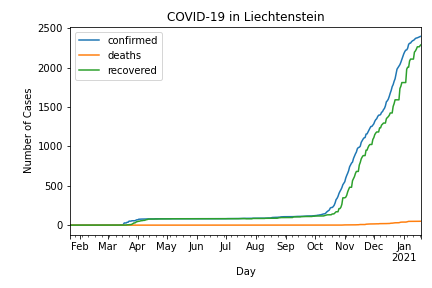 COVID-19 in Liechtenstein
confirmed
deaths
recovered
2500
2000
1500
1000
500
0
Number of Cases
Feb Mar Apr May Jun Jul Aug Sep Oct Nov Dec Jan
2021
Day